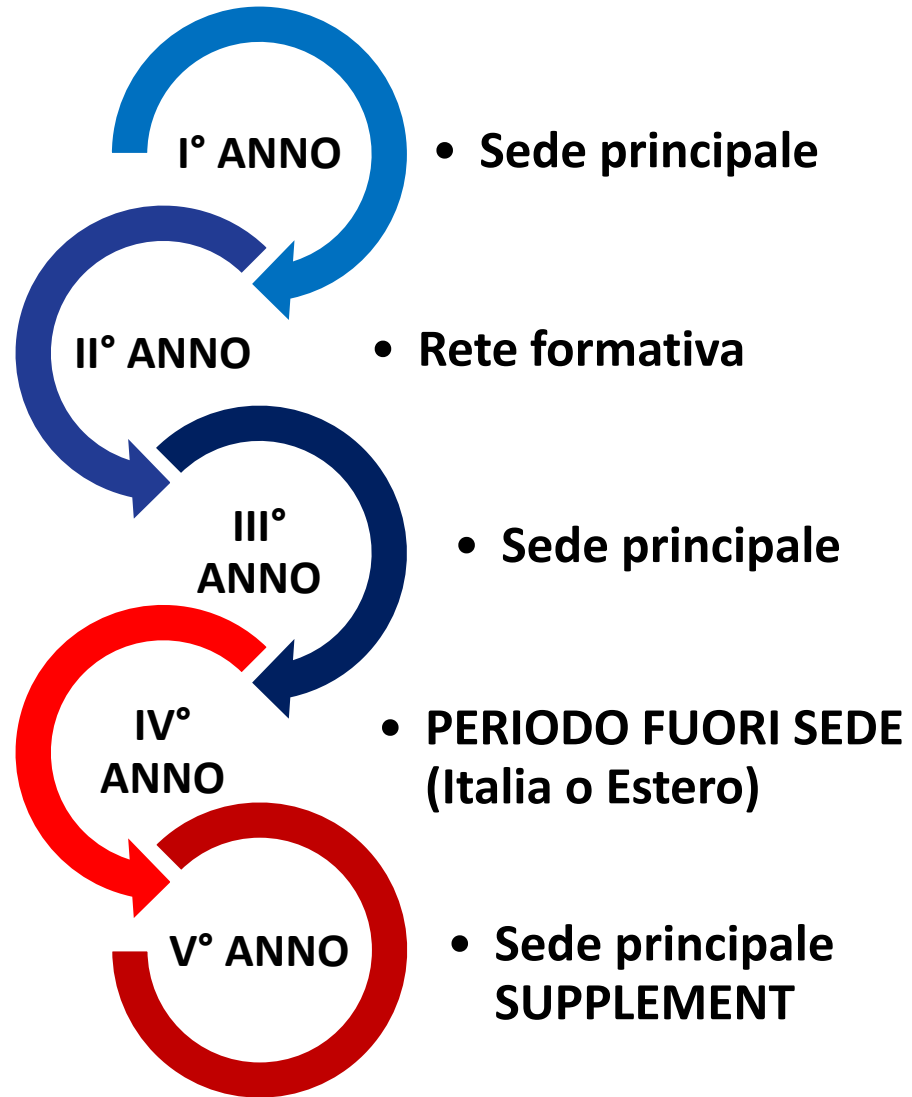 I° ANNO
• Sede principale
II° ANNO
• Rete formativa
III°
ANNO
• Sede principale
IV°
ANNO
• PERIODO FUORI SEDE
(Italia o Estero)
V° ANNO
• Sede principale
SUPPLEMENT